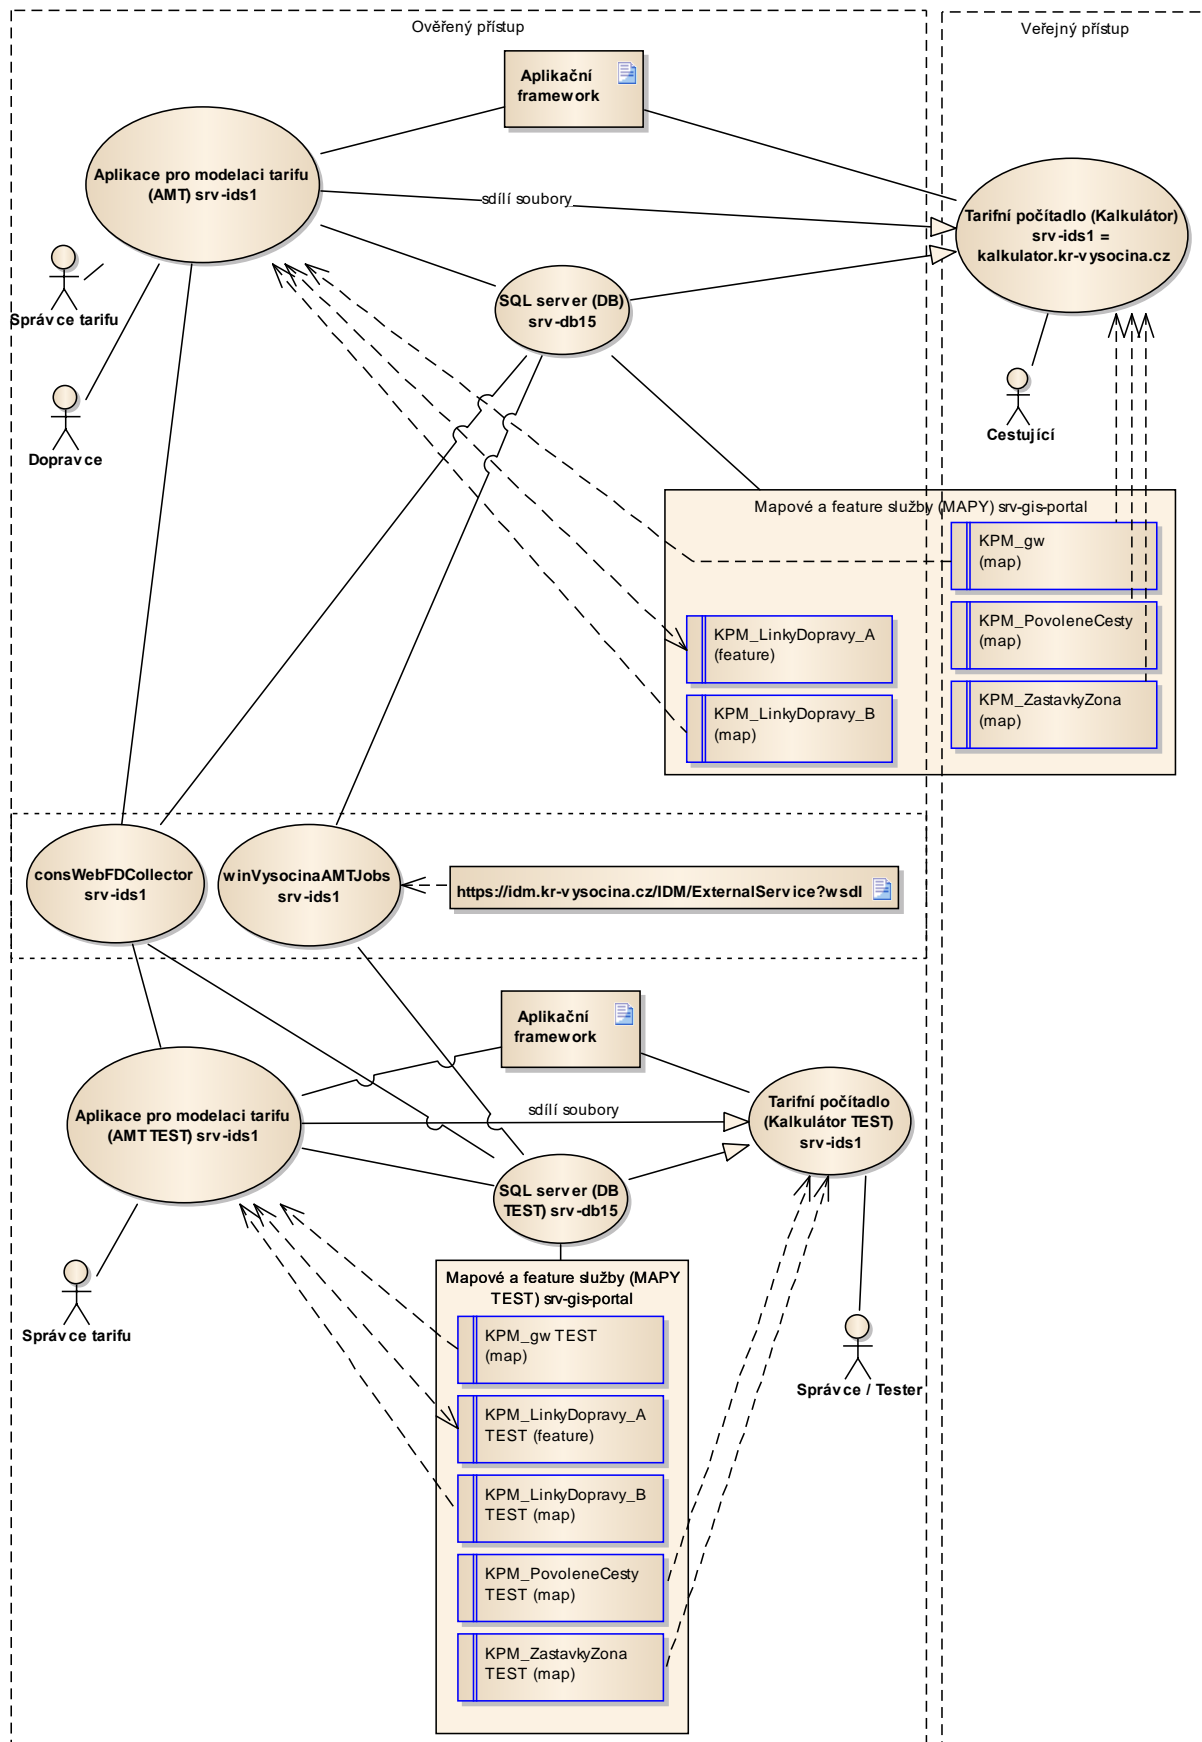 Ověřený přístup
Veřejný přístup
Aplikační
framework
Aplikace pro modelaci tarifu
(AMT) srv-ids1
sdílí soubory
Tarifní počítadlo (Kalkulátor)
srv-ids1 =
kalkulator.kr-vysocina.cz
Správce tarifu
SQL server (DB)
srv-db15
Dopravce
Cestující
Mapové a feature služby (MAPY) srv-gis-portal
KPM_gw
(map)
KPM_LinkyDopravy_A
(feature)
KPM_PovoleneCesty
(map)
KPM_LinkyDopravy_B
(map)
KPM_ZastavkyZona
(map)
consWebFDCollector
srv-ids1
winVysocinaAMTJobs
srv-ids1
https://idm.kr-vysocina.cz/IDM/ExternalService?wsdl
Aplikační
framework
Aplikace pro modelaci tarifu
(AMT TEST) srv-ids1
sdílí soubory
Tarifní počítadlo
(Kalkulátor TEST)
srv-ids1
SQL server (DB
TEST) srv-db15
Správce tarifu
Mapové a feature služby (MAPY
TEST) srv-gis-portal
KPM_gw TEST
(map)
Správce / Tester
KPM_LinkyDopravy_A
TEST (feature)
KPM_LinkyDopravy_B
TEST (map)
KPM_PovoleneCesty
TEST (map)
KPM_ZastavkyZona
TEST (map)